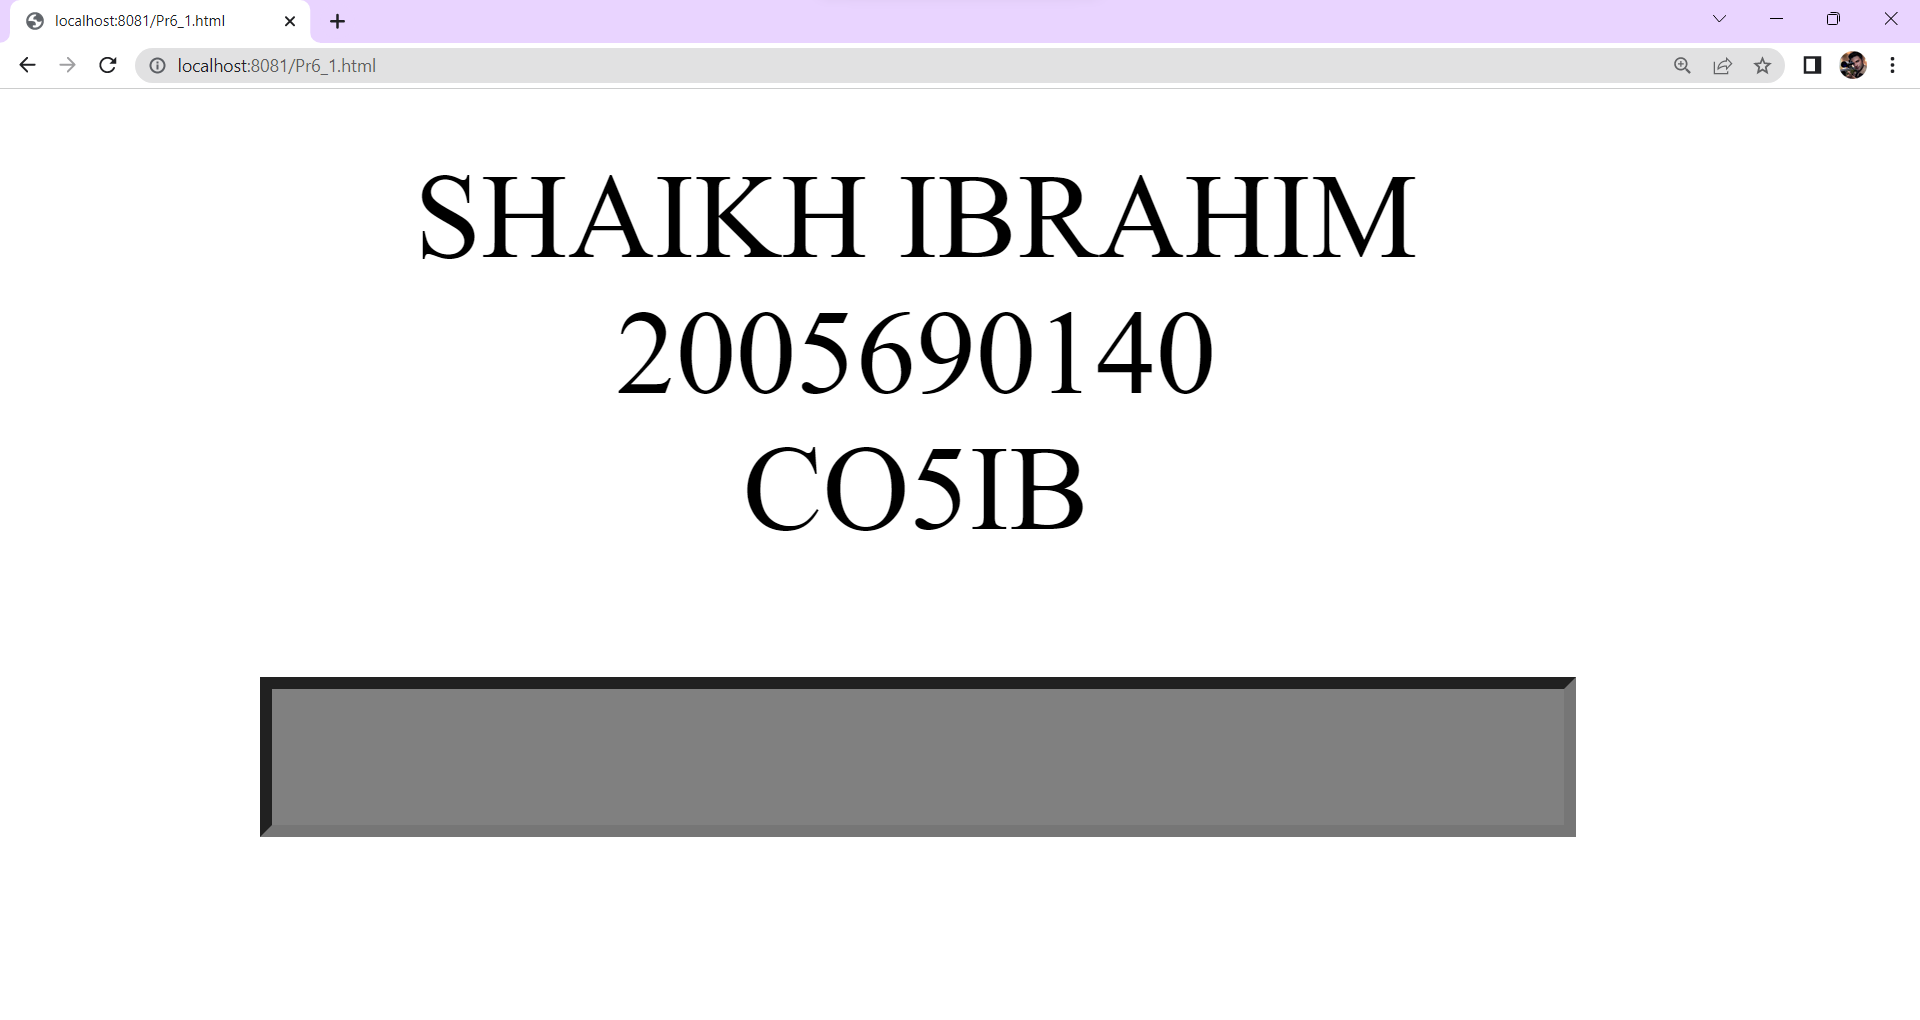 localhost:8081/Pr6_1.html
localhost:8081/Pr6_1.html
SHAIKH IBRAHIM
2005690140
CO5IB